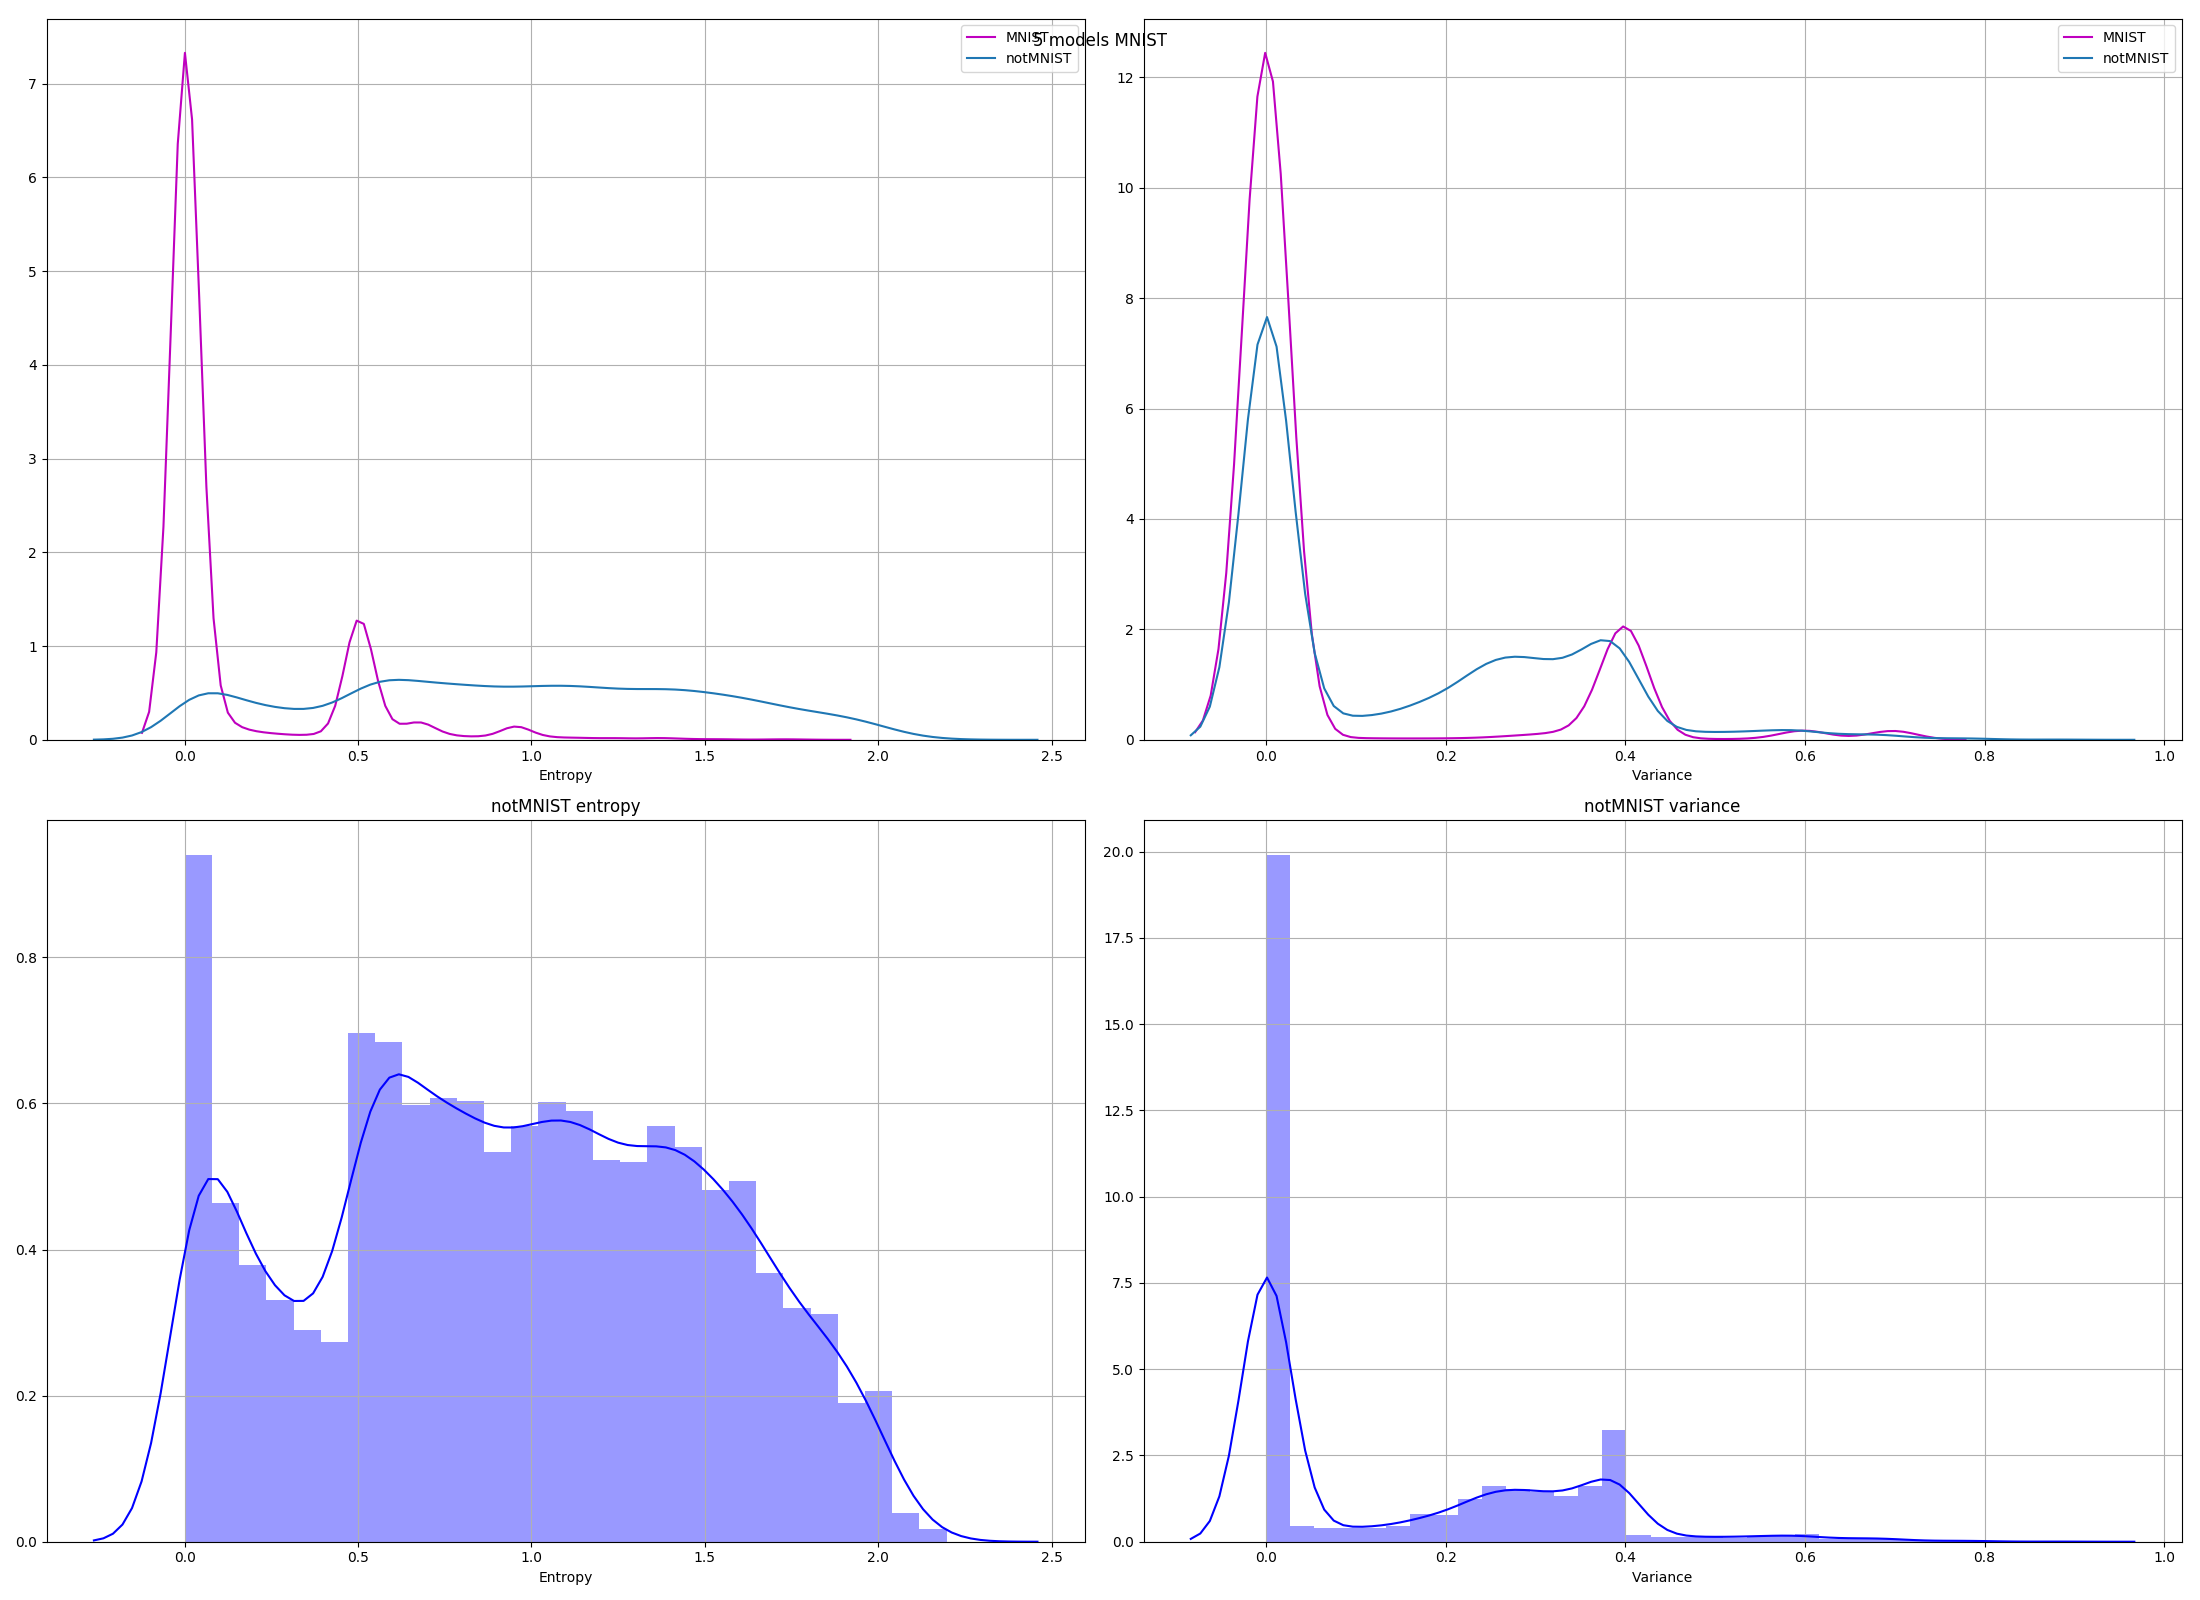 5 models MNIST
MNIST
notMNIST
7
6
5
4
3
2
1
0
0.0 0.5 1.0 1.5 2.0 2.5
Entropy
MNIST
notMNIST
12
10
8
6
4
2
0
0.0 0.2 0.4 0.6 0.8 1.0
Variance
notMNIST entropy
0.8
0.6
0.4
0.2
0.0
0.0 0.5 1.0 1.5 2.0 2.5
Entropy
notMNIST variance
20.0
17.5
15.0
12.5
10.0
7.5
5.0
2.5
0.0
0.0 0.2 0.4 0.6 0.8 1.0
Variance